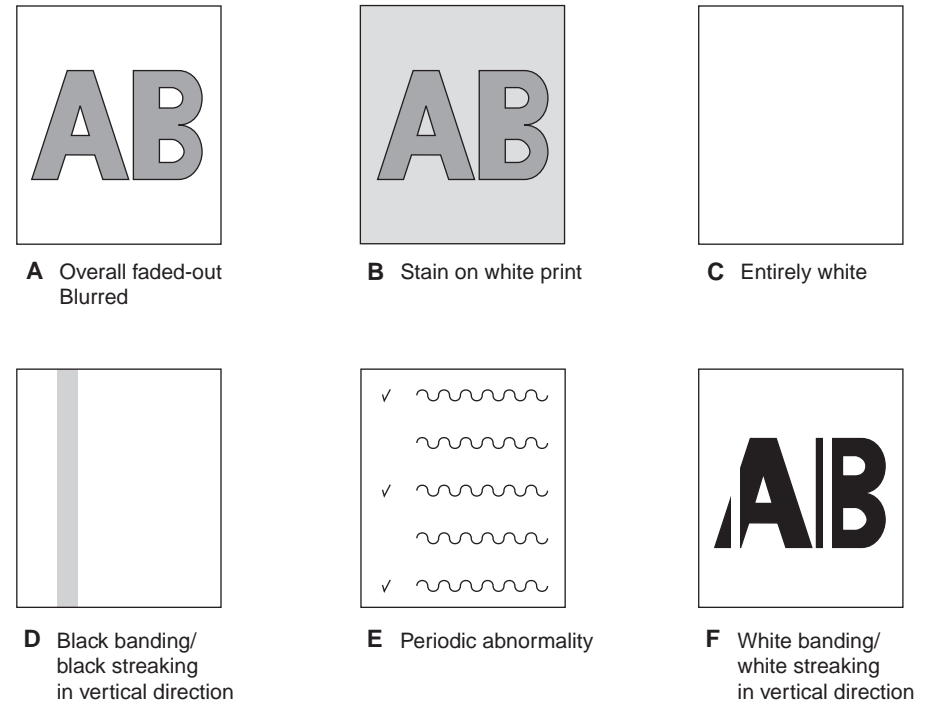 AB
AB
A Overall faded-out
Blurred
B Stain on white print
C Entirely white
AB
D Black banding/
black streaking
in vertical direction
E Periodic abnormality
F White banding/
white streaking
in vertical direction